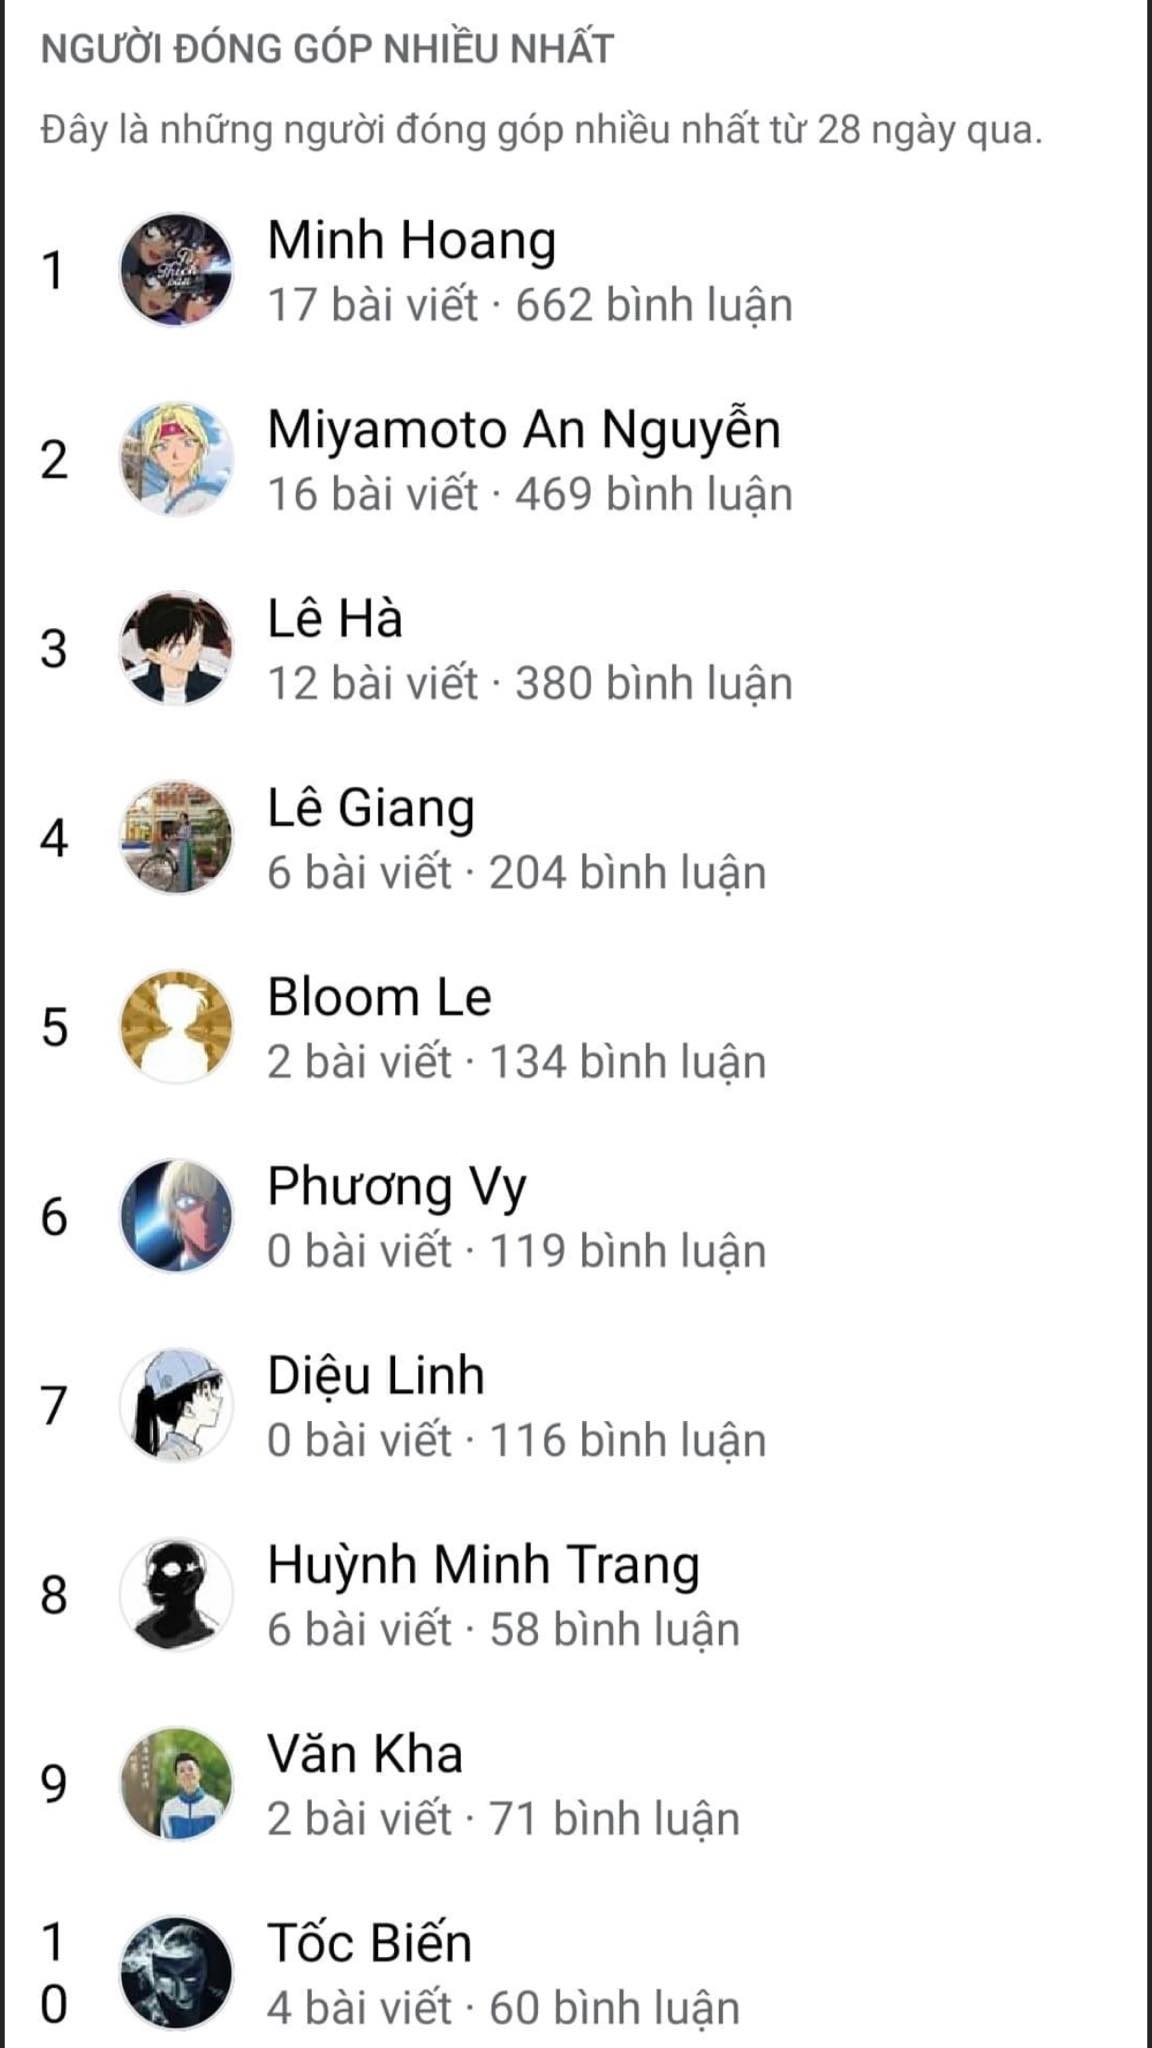 NGƯỜI ĐÓNG GÓP NHIỀU NHẤT
Đây là những người đóng góp nhiều nhất từ 28 ngày qua.
1
Minh Hoang
17 bài viết · 662 bình luận
2
Miyamoto An Nguyễn
16 bài viết · 469 bình luận
3
Lê Hà
12 bài viết · 380 bình luận
4
Lê Giang
6 bài viết · 204 bình luận
5
Bloom Le
2 bài viết · 134 bình luận
6
Phương Vy
0 bài viết · 119 bình luận
7
Diệu Linh
0 bài viết · 116 bình luận
8
Huỳnh Minh Trang
6 bài viết · 58 bình luận
9
Văn Kha
2 bài viết · 71 bình luận
10
Tốc Biến
4 bài viết · 60 bình luận